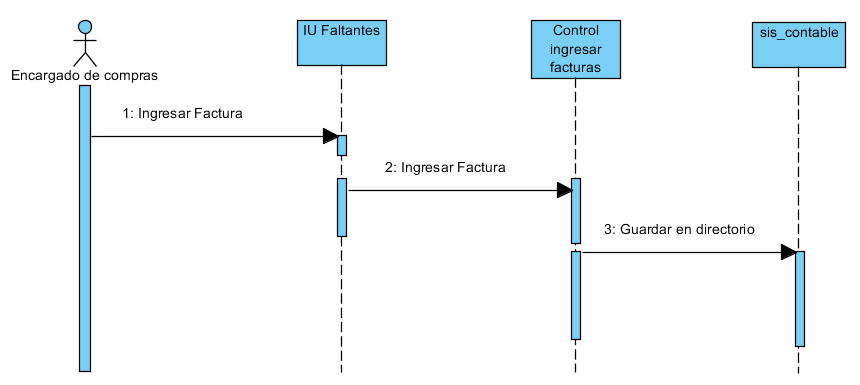 IU Faltantes
Control
ingresar
facturas
sis_contable
Encargado de compras
1: Ingresar Factura
2: Ingresar Factura
3: Guardar en directorio